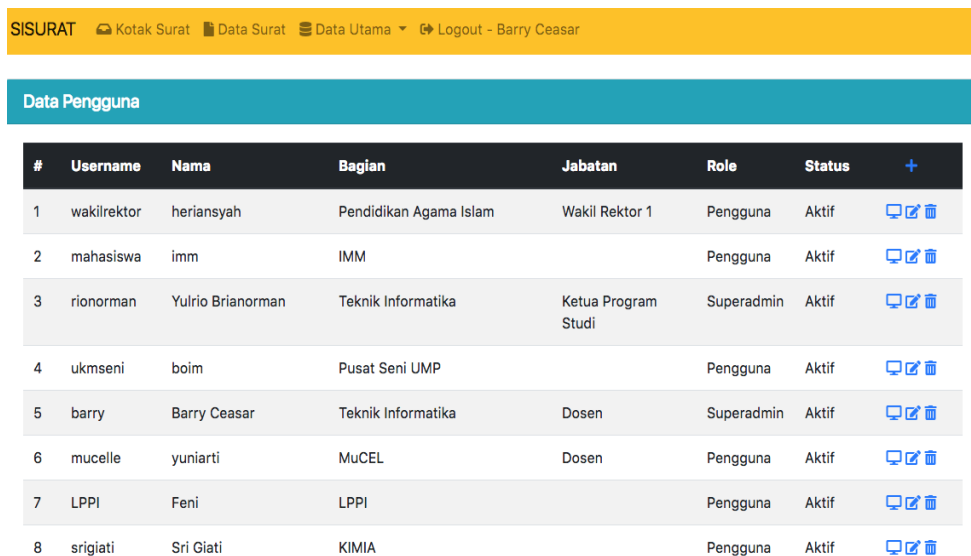 SISURAT Kotak Surat Data Surat Data Utama Logout - Barry Ceasar
Data Pengguna
# Username Nama Bagian Jabatan Role Status +
1 wakilrektor heriansyah Pendidikan Agama Islam Wakil Rektor 1 Pengguna Aktif
2 mahasiswa imm IMM Pengguna Aktif
3 rionorman Yulrio Brianorman Teknik Informatika Ketua Program Superadmin Aktif
Studi
4 ukmseni boim Pusat Seni UMP Pengguna Aktif
5 barry Barry Ceasar Teknik Informatika Dosen Superadmin Aktif
6 mucelle yuniarti MuCEL Dosen Pengguna Aktif
7 LPPI Feni LPPI Pengguna Aktif
8 srigiati Sri Giati KIMIA Pengguna Aktif